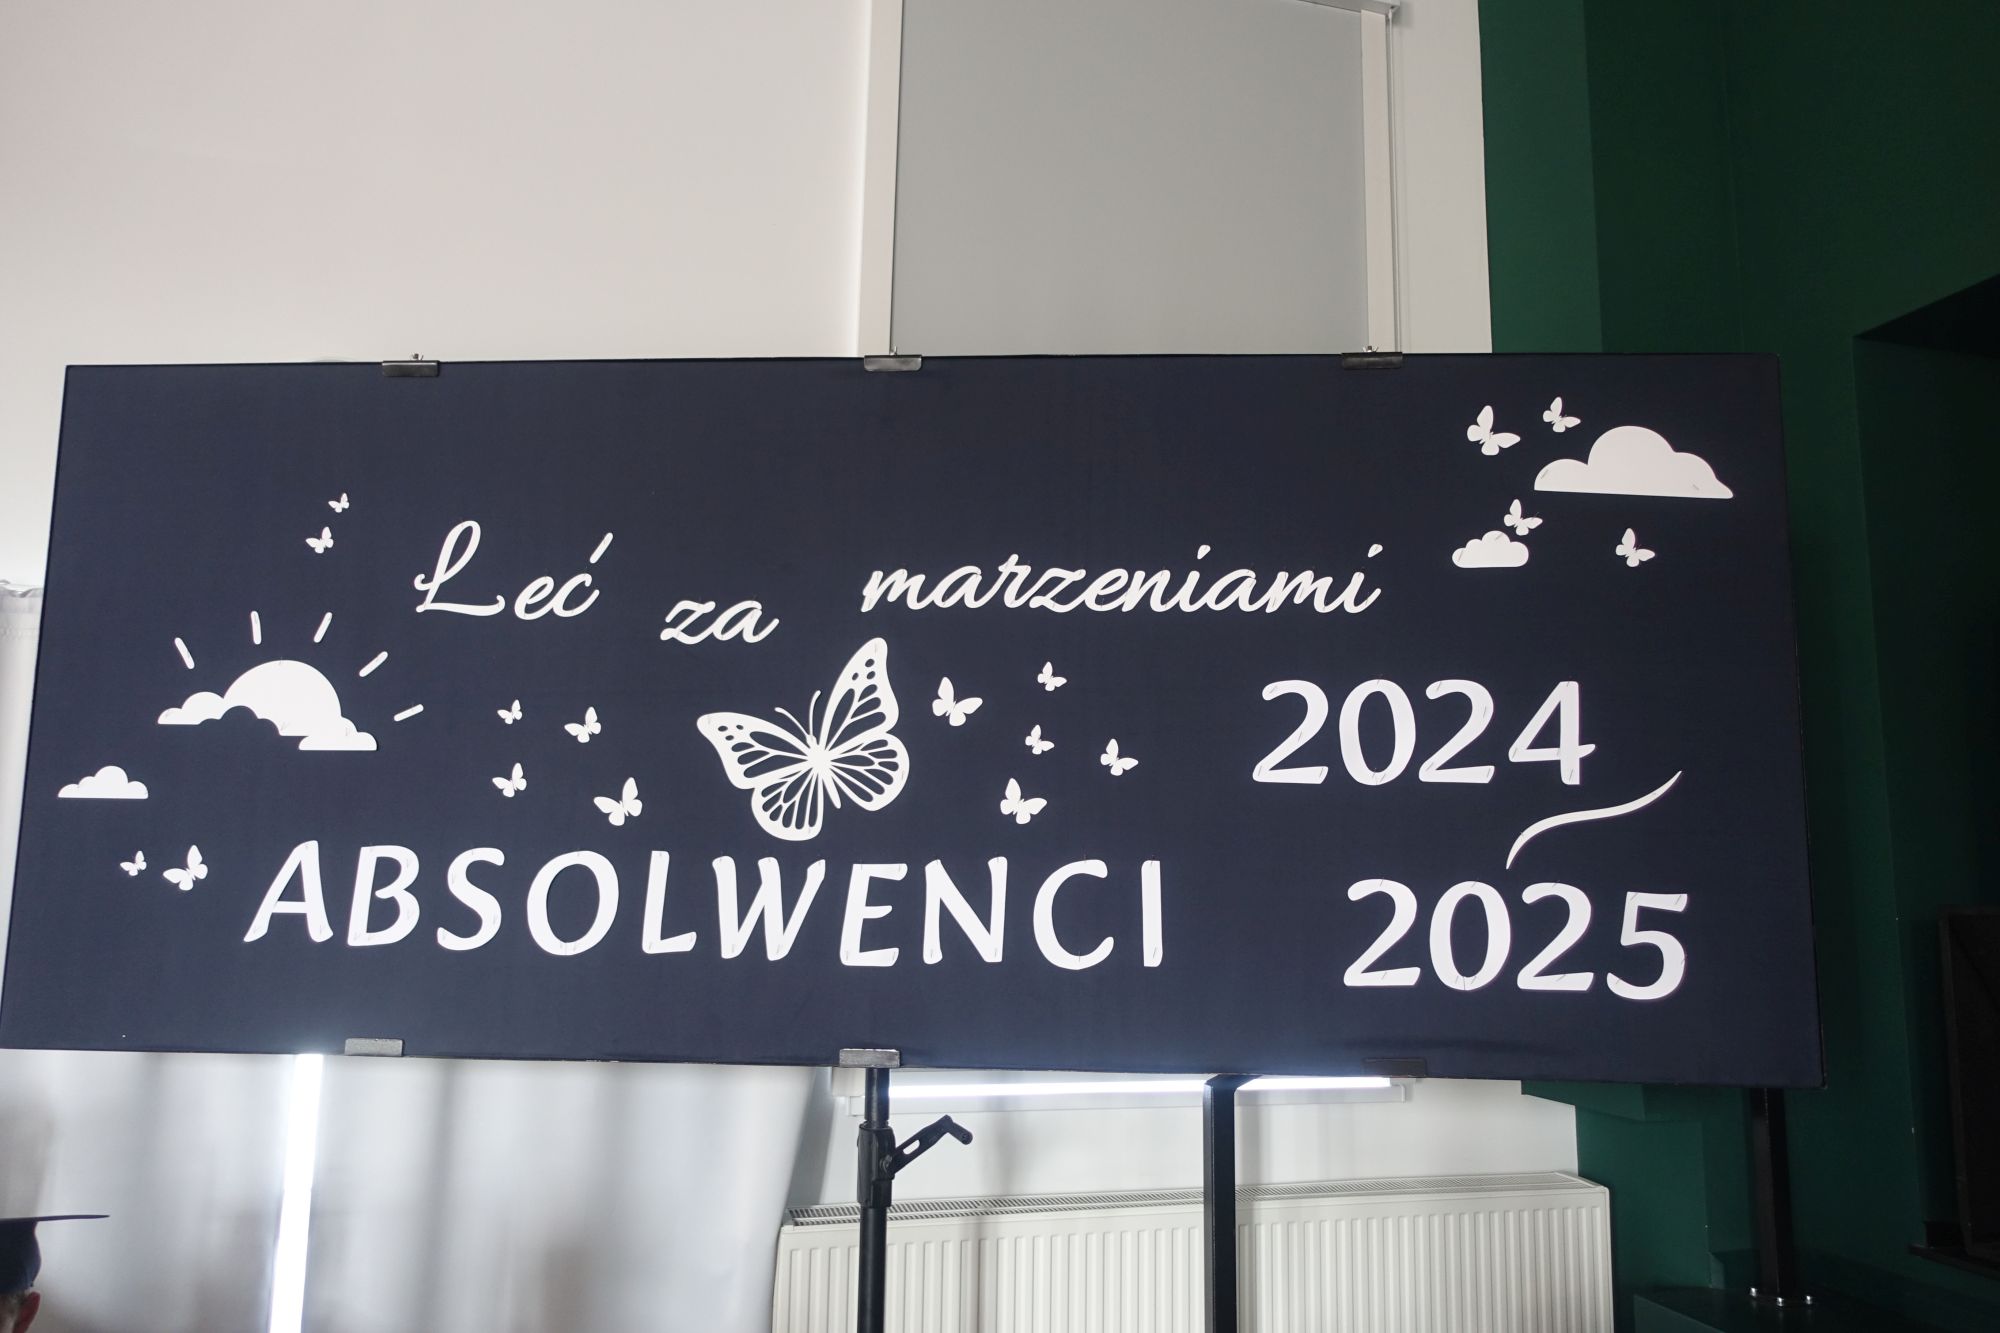 Leć za marzeniami
2024
ABSOLWENCI
2025